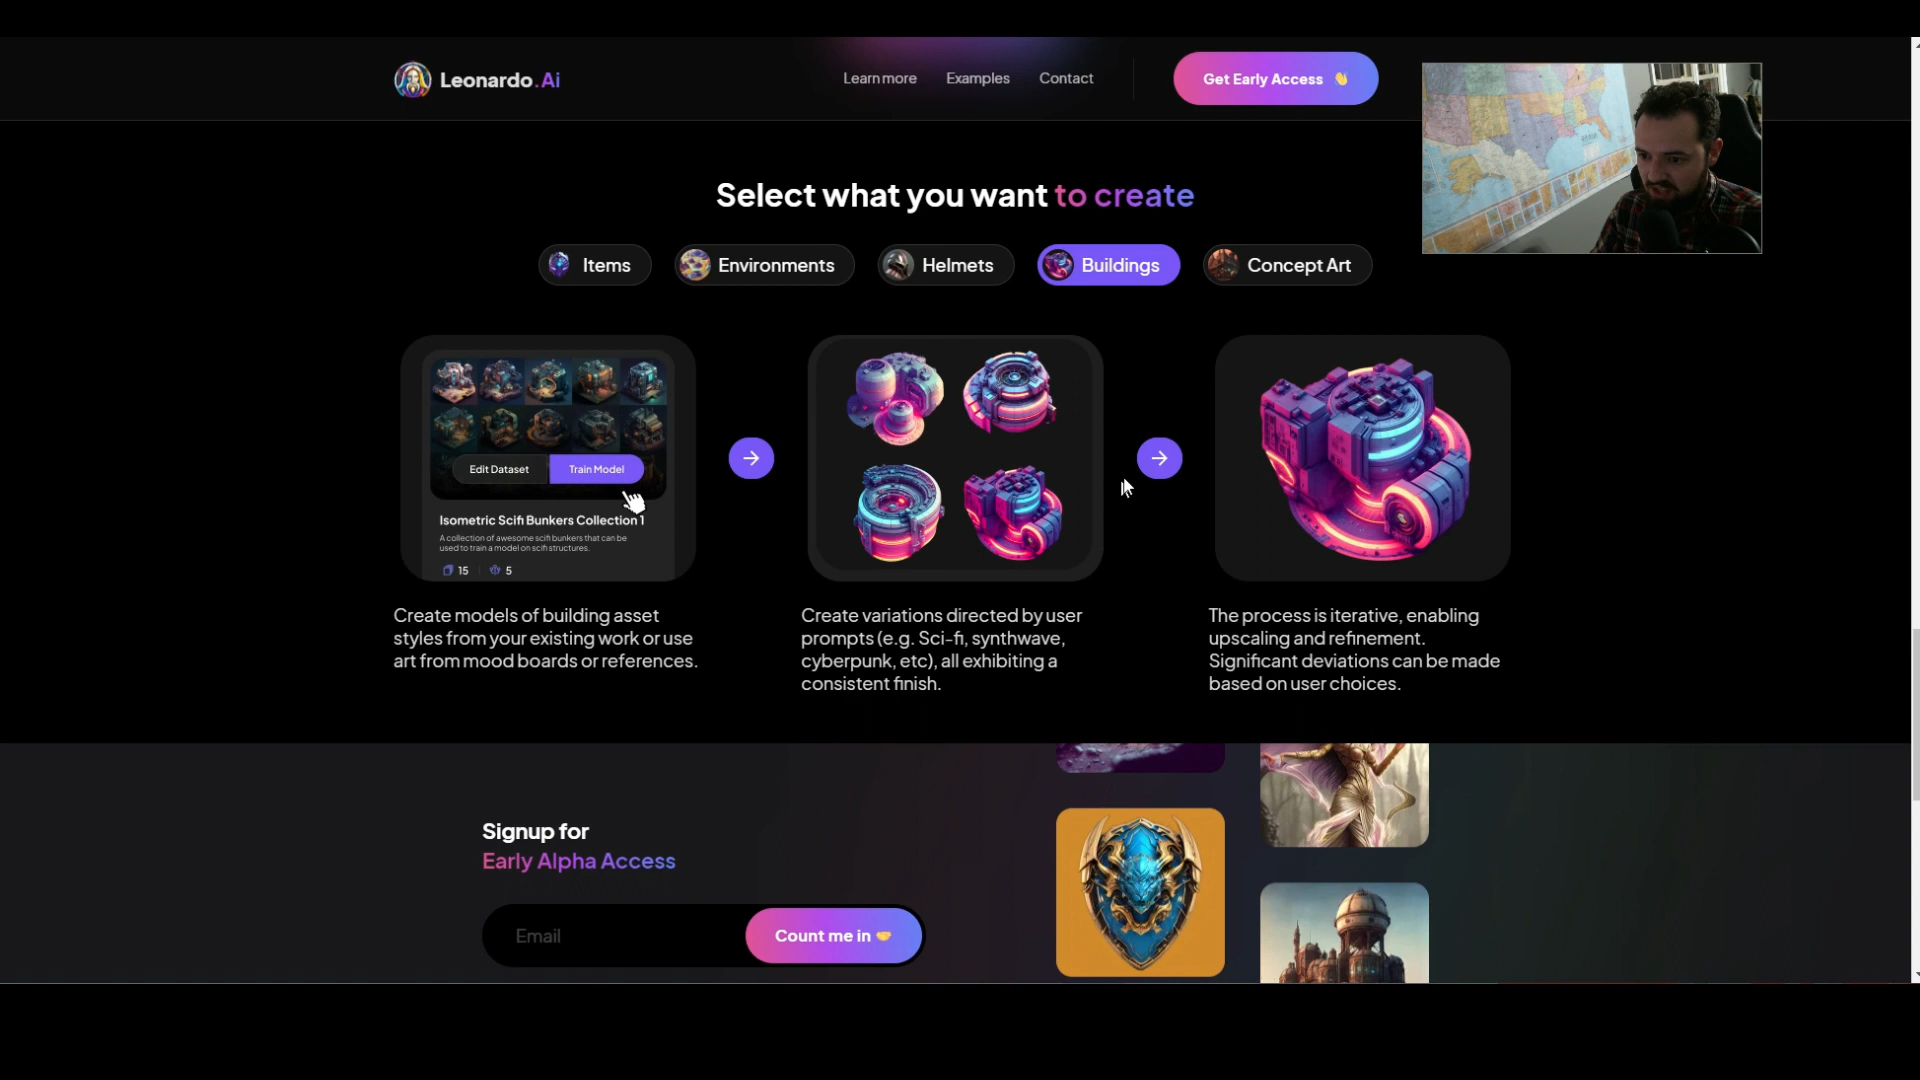 Leonardo.Ai
Learn more
Examples
Contact
Get Early Access
Select what you want to create
Items
Environments
Helmets
Buildings
Concept Art
Edit Dataset
Train Model
Isometric Scifi Bunkers Collection 1
A collection of awesome scifi bunkers that can be
used to train a model on scifi structures.
15
5
Create models of building asset
styles from your existing work or use
art from mood boards or references.
Create variations directed by user
prompts (e.g. Sci-fi, synthwave,
cyberpunk, etc), all exhibiting a
consistent finish.
The process is iterative, enabling
upscaling and refinement.
Significant deviations can be made
based on user choices.
Signup for
Early Alpha Access
Email
Count me in